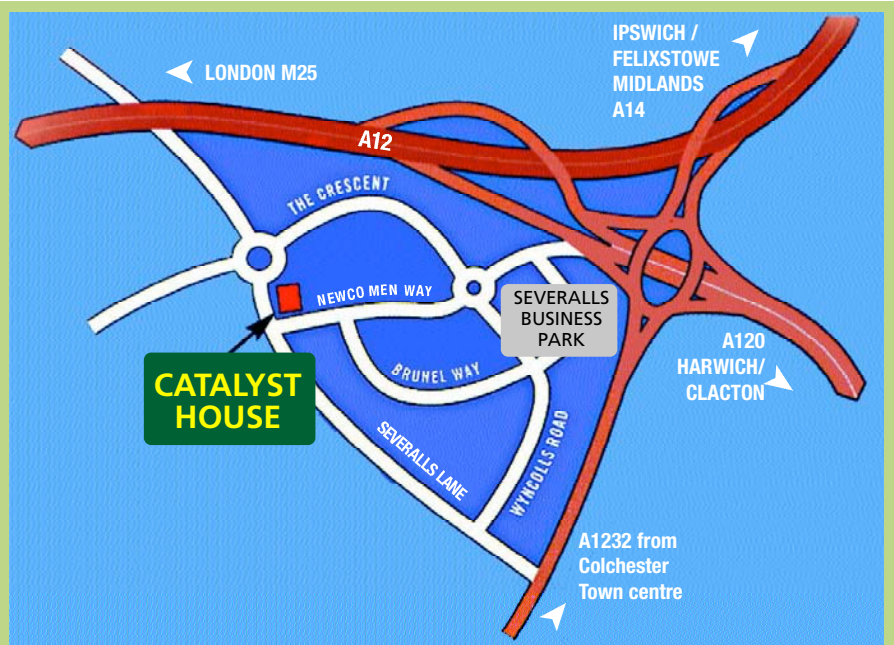 LONDON M25
IPSWICH /
FELIXSTOWE
MIDLANDS
A14
A12
THE CRESCENT
NEWCO MEN WAY
SEVERALLS
BUSINESS
PARK
A120
HARWICH/
CLACTON
CATALYST
HOUSE
BRUHEL WAY
SEVERALLS LANE
WYNCOLLS ROAD
A1232 from
Colchester
Town centre